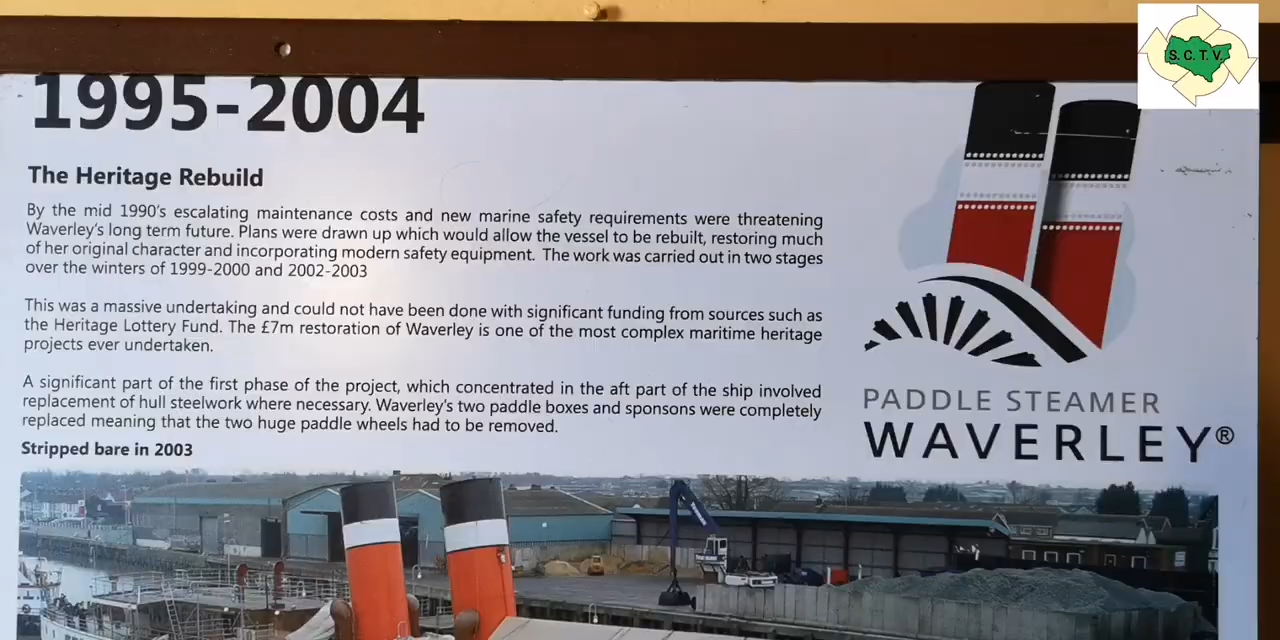 S. C. T. V.
1995-2004
The Heritage Rebuild
By the mid 1990's escalating maintenance costs and new marine safety requirements were threatening
Waverley's long term future. Plans were drawn up which would allow the vessel to be rebuilt, restoring much
of her original character and incorporating modern safety equipment. The work was carried out in two stages
over the winters of 1999-2000 and 2002-2003
This was a massive undertaking and could not have been done with significant funding from sources such as
the Heritage Lottery Fund. The £7m restoration of Waverley is one of the most complex maritime heritage
projects ever undertaken.
A significant part of the first phase of the project, which concentrated in the aft part of the ship involved
replacement of hull steelwork where necessary. Waverley's two paddle boxes and sponsons were completely
replaced meaning that the two huge paddle wheels had to be removed.
Stripped bare in 2003
PADDLE STEAMER
WAVERLEY®